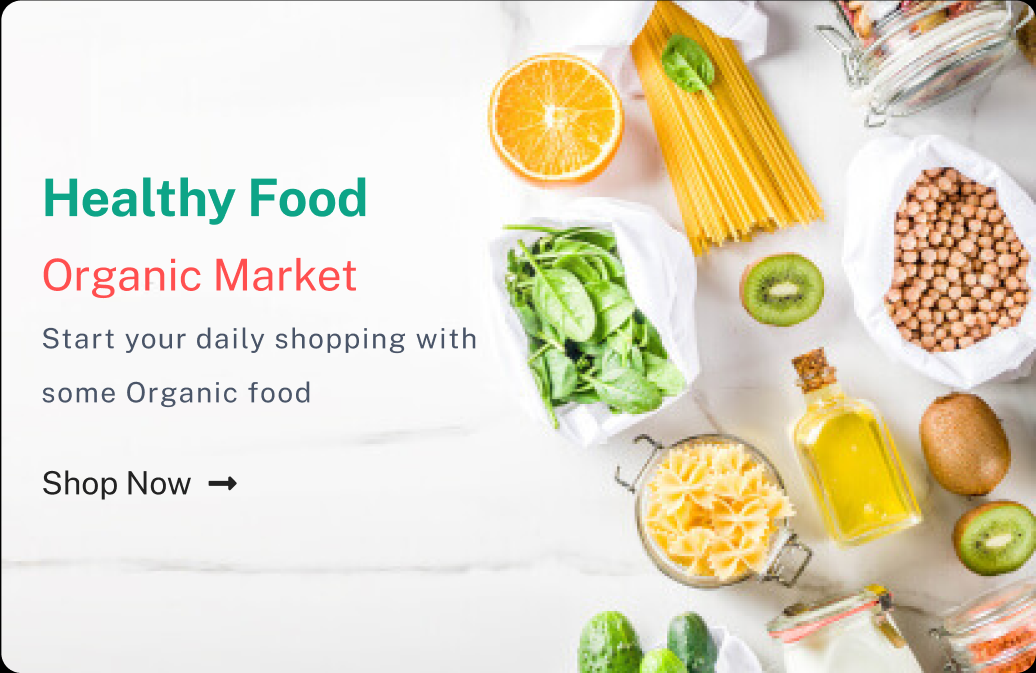 Healthy Food
Organic Market
Start your daily shopping with
some Organic food
Shop Now